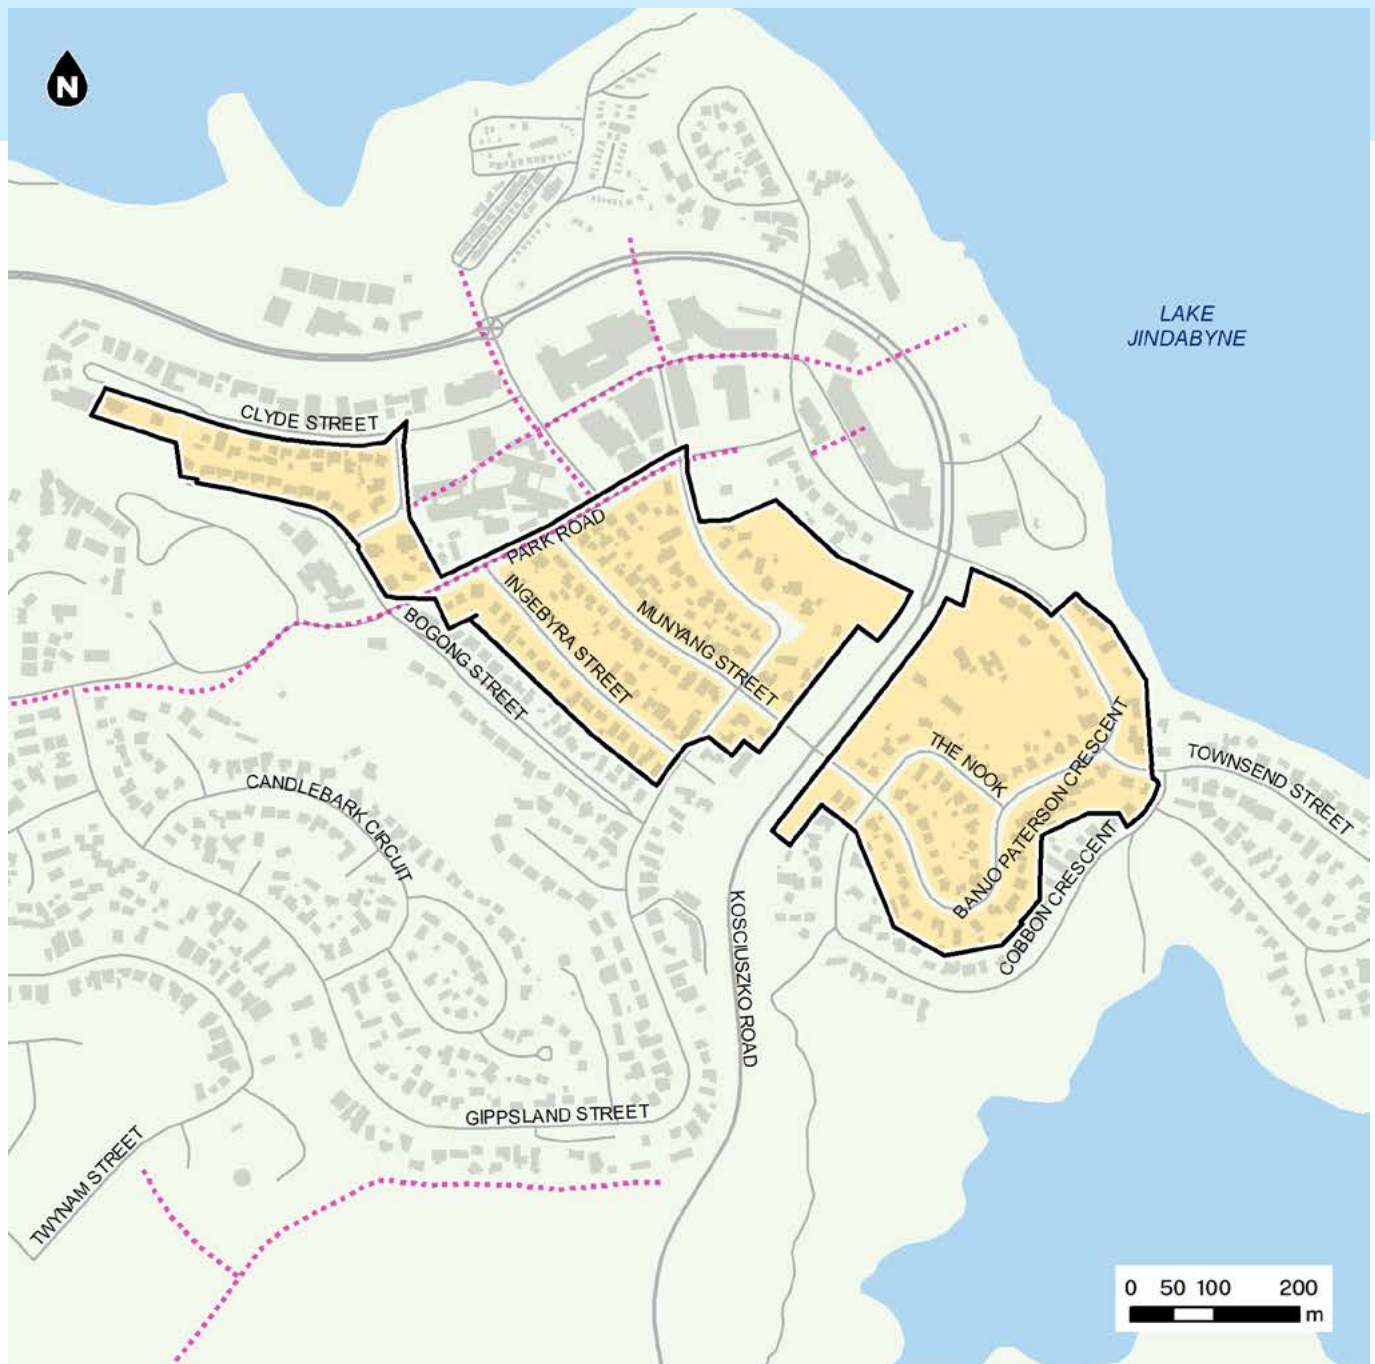 N
LAKE
JINDABYNE
CLYDE STREET
PARK ROAD
INGEBYRA STREET
MUNYANG STREET
BOGONG STREET
THE NOOK
BANJO PATERSON CRESCENT
TOWNSEND STREET
COBBON CRESCENT
CANDLEBARK CIRCUIT
KOSCIUSZKO ROAD
GIPPSLAND STREET
TWYNAM STREET
0 50 100 200
m